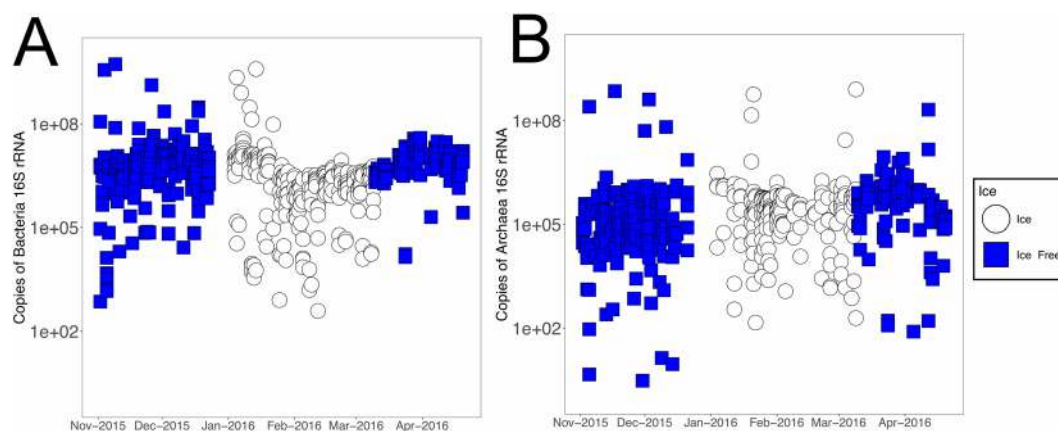 A
Copies of Bacteria 16S rRNA
1e+08
1e+05
1e+02
Nov−2015 Dec−2015 Jan−2016 Feb−2016 Mar−2016 Apr−2016
B
Copies of Archaea 16S rRNA
1e+08
1e+05
1e+02
Nov−2015 Dec−2015 Jan−2016 Feb−2016 Mar−2016 Apr−2016
Ice
Ice
Ice Free